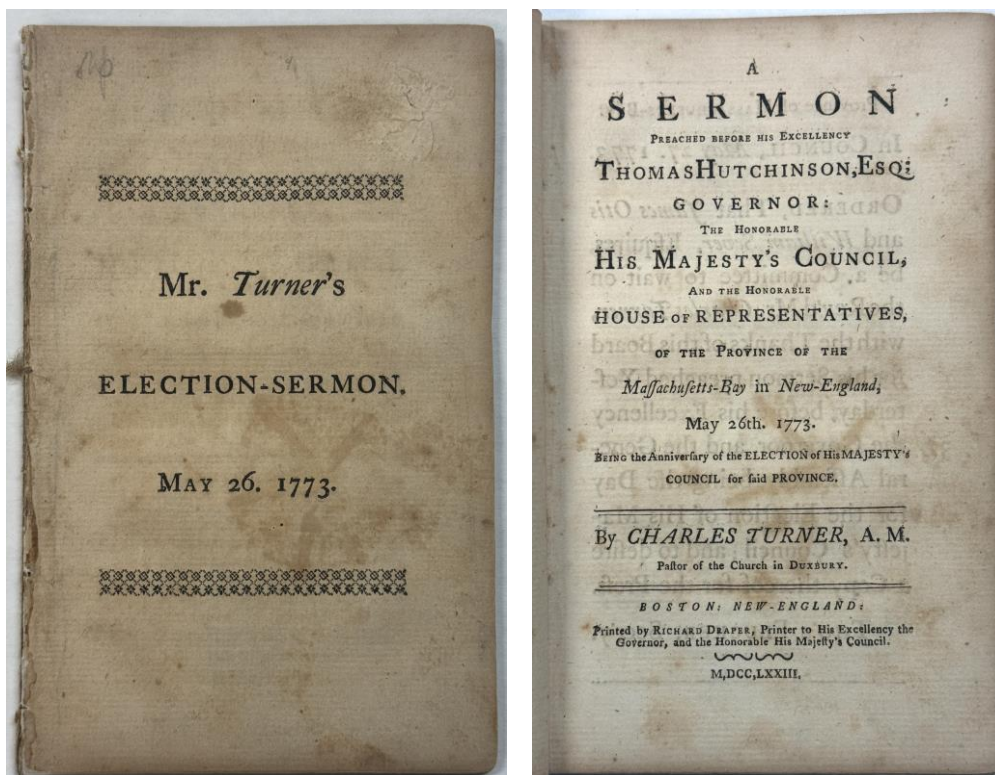 Mr. Turner's
ELECTION-SERMON.
MAY 26. 1773.
A
SERMON
PREACHED BEFORE HIS EXCELLENCY
THOMAS HUTCHINSON, ESQ;
GOVERNOR:
THE HONORABLE
HIS MAJESTY'S COUNCIL,
AND THE HONORABLE
HOUSE OF REPRESENTATIVES,
OF THE PROVINCE OF THE
Maſſachuſetts-Bay in New-England,
May 26th. 1773.
BEING the Anniverſary of the ELECTION of His MAJESTY'S
COUNCIL for ſaid PROVINCE.
By CHARLES TURNER, A. M.
Paſtor of the Church in DUXBURY.
BOSTON: NEW-ENGLAND:
Printed by RICHARD DRAPER, Printer to His Excellency the
Governor, and the Honorable His Majeſty's Council.
M,DCC,LXXIII.